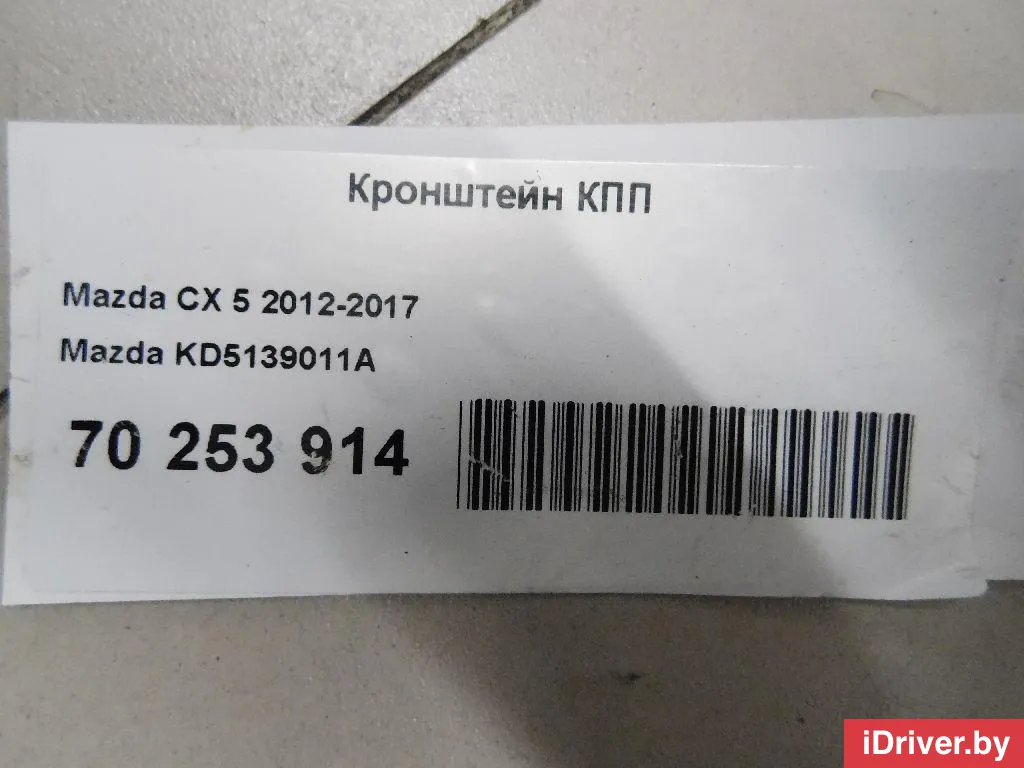 Кронштейн КПП
Mazda CX 5 2012-2017
Mazda KD5139011A
70 253 914
iDriver.by